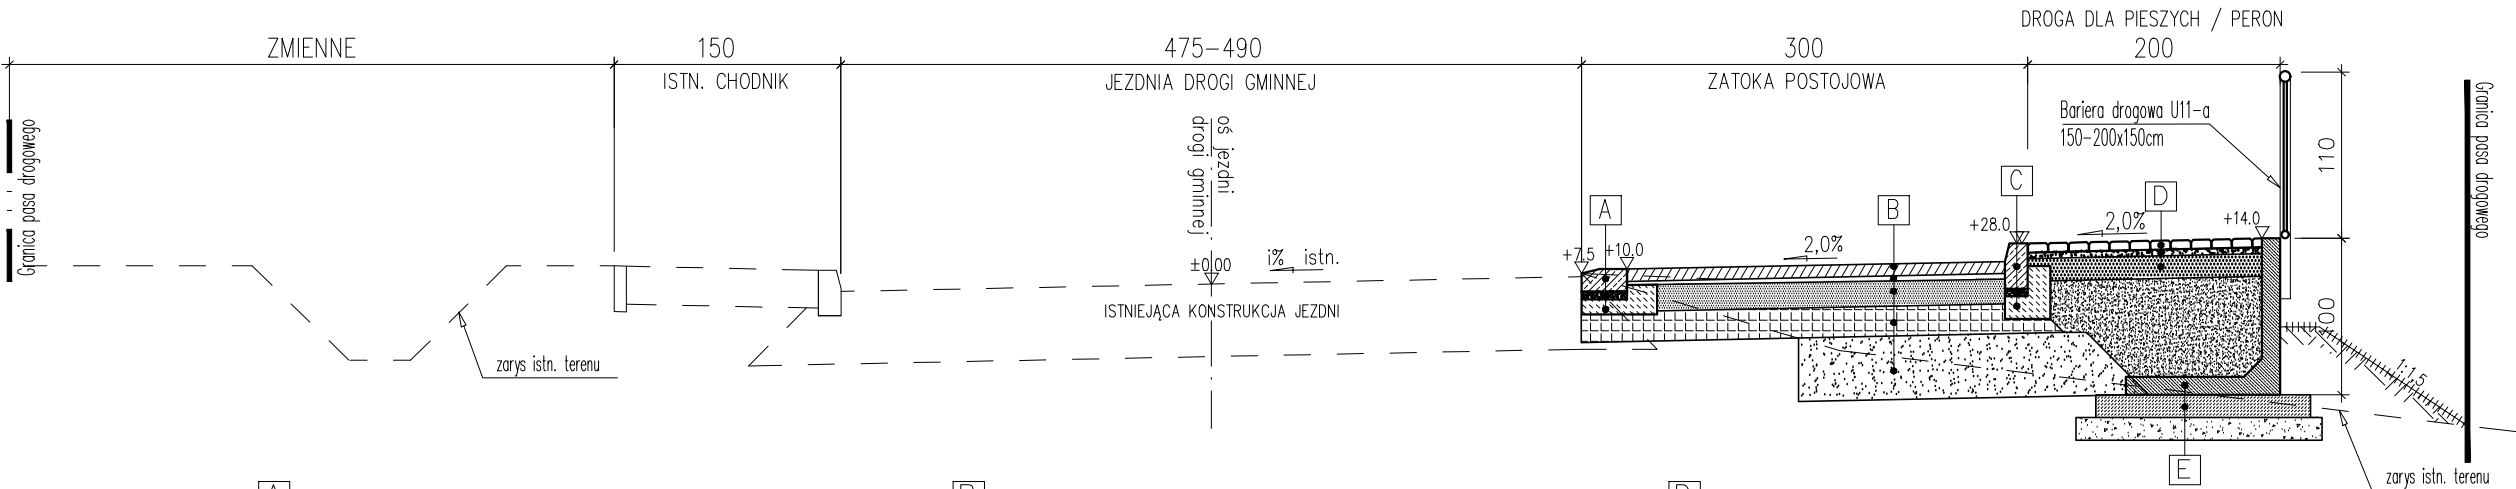 DROGA DLA PIESZYCH / PERON
ZMIENNE
150
475-490
300
200
ISTN. CHODNIK
JEZDNIA DROGI GMINNEJ
ZATOKA POSTOJOWA
Granica pasa drogowego
oś jezdni
drogi gminnej
Bariera drogowa U11-a
150-200x150cm
110
Granica pasa drogowego
A
B
C
D
+28.0
2,0%
+14.0
+7.5
+10.0
2,0%
±0.00
i% istn.
ISTNIEJĄCA KONSTRUKCJA JEZDNI
zarys istn. terenu
1:1.5
E
zarys istn. terenu